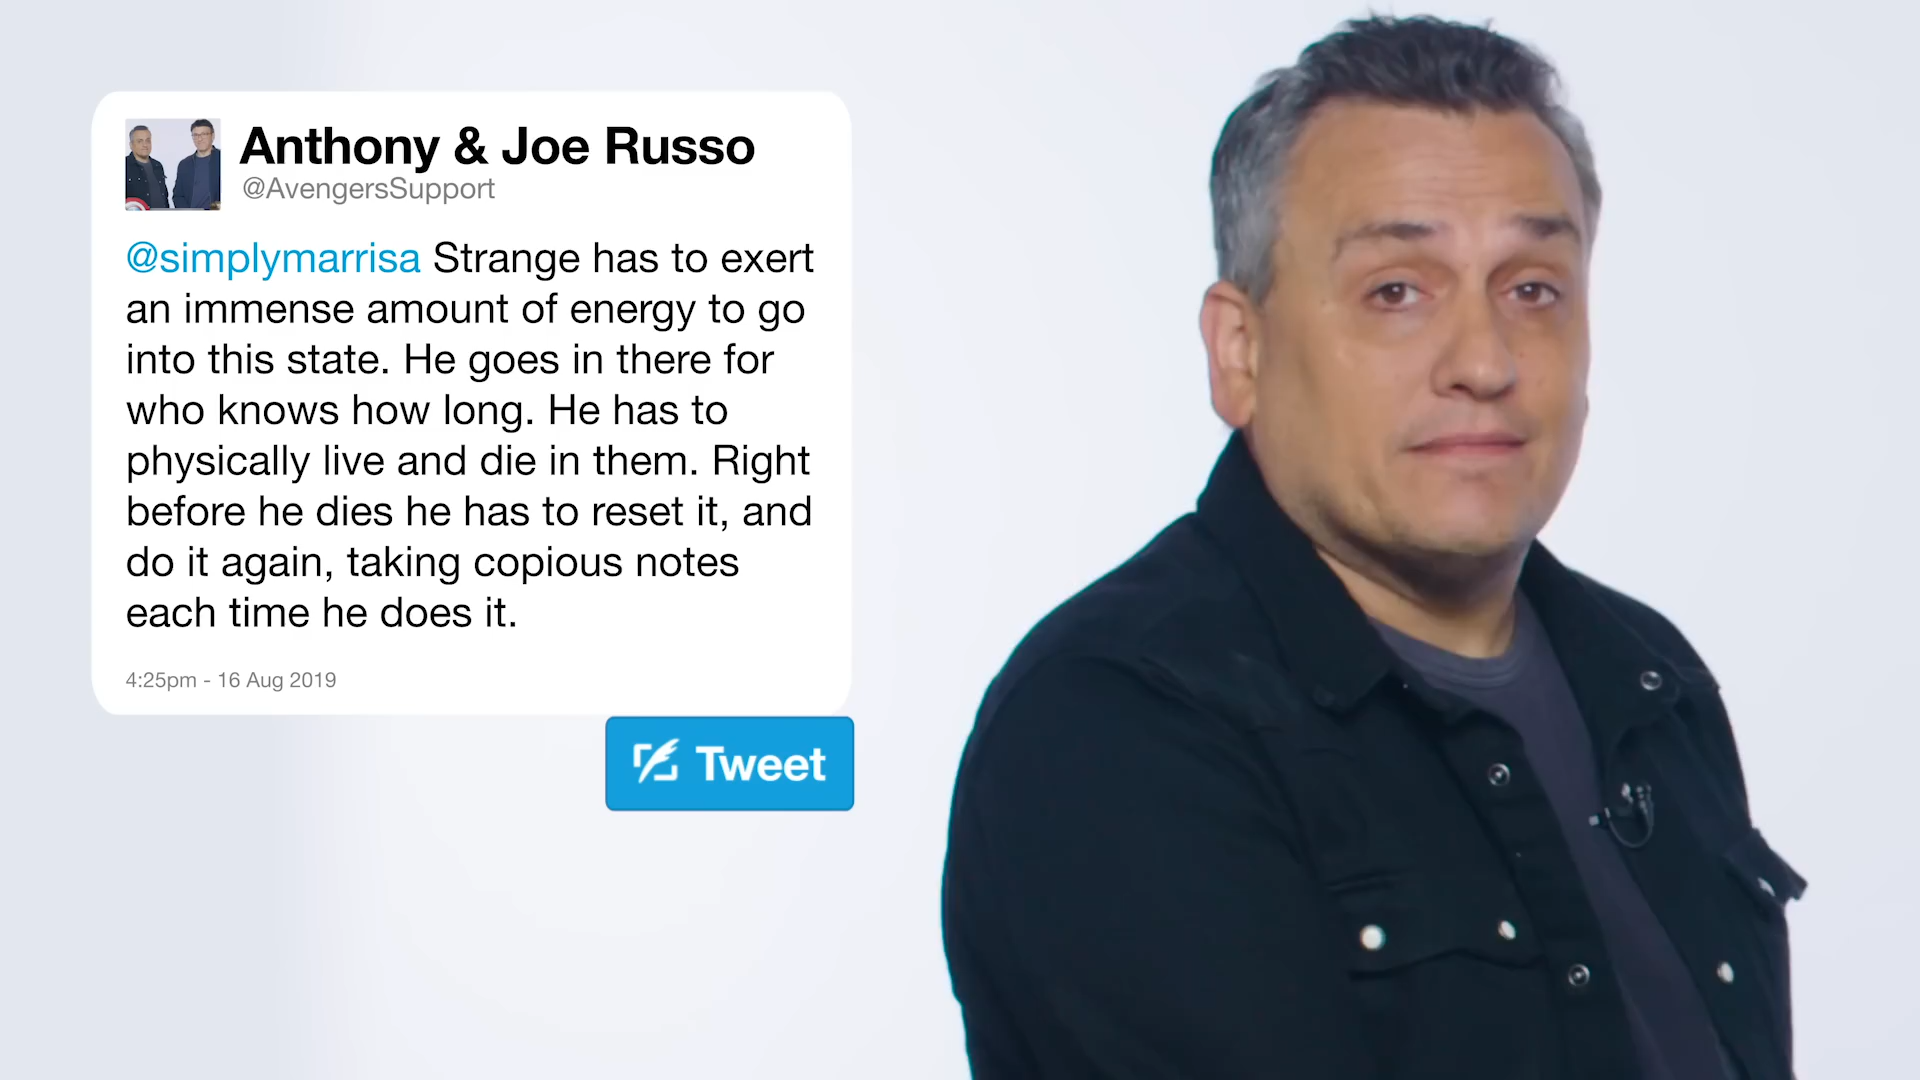 Anthony & Joe Russo
@AvengersSupport
@simplymarrisa Strange has to exert
an immense amount of energy to go
into this state. He goes in there for
who knows how long. He has to
physically live and die in them. Right
before he dies he has to reset it, and
do it again, taking copious notes
each time he does it.
4:25pm - 16 Aug 2019
Tweet